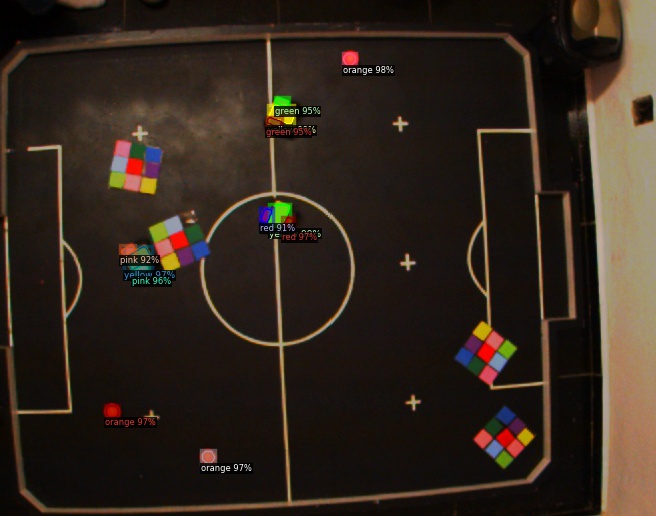 orange 98%
green 95%
green 95%
red 91%
red 97%
pink 92%
yellow 97%
pink 96%
orange 97%
orange 97%